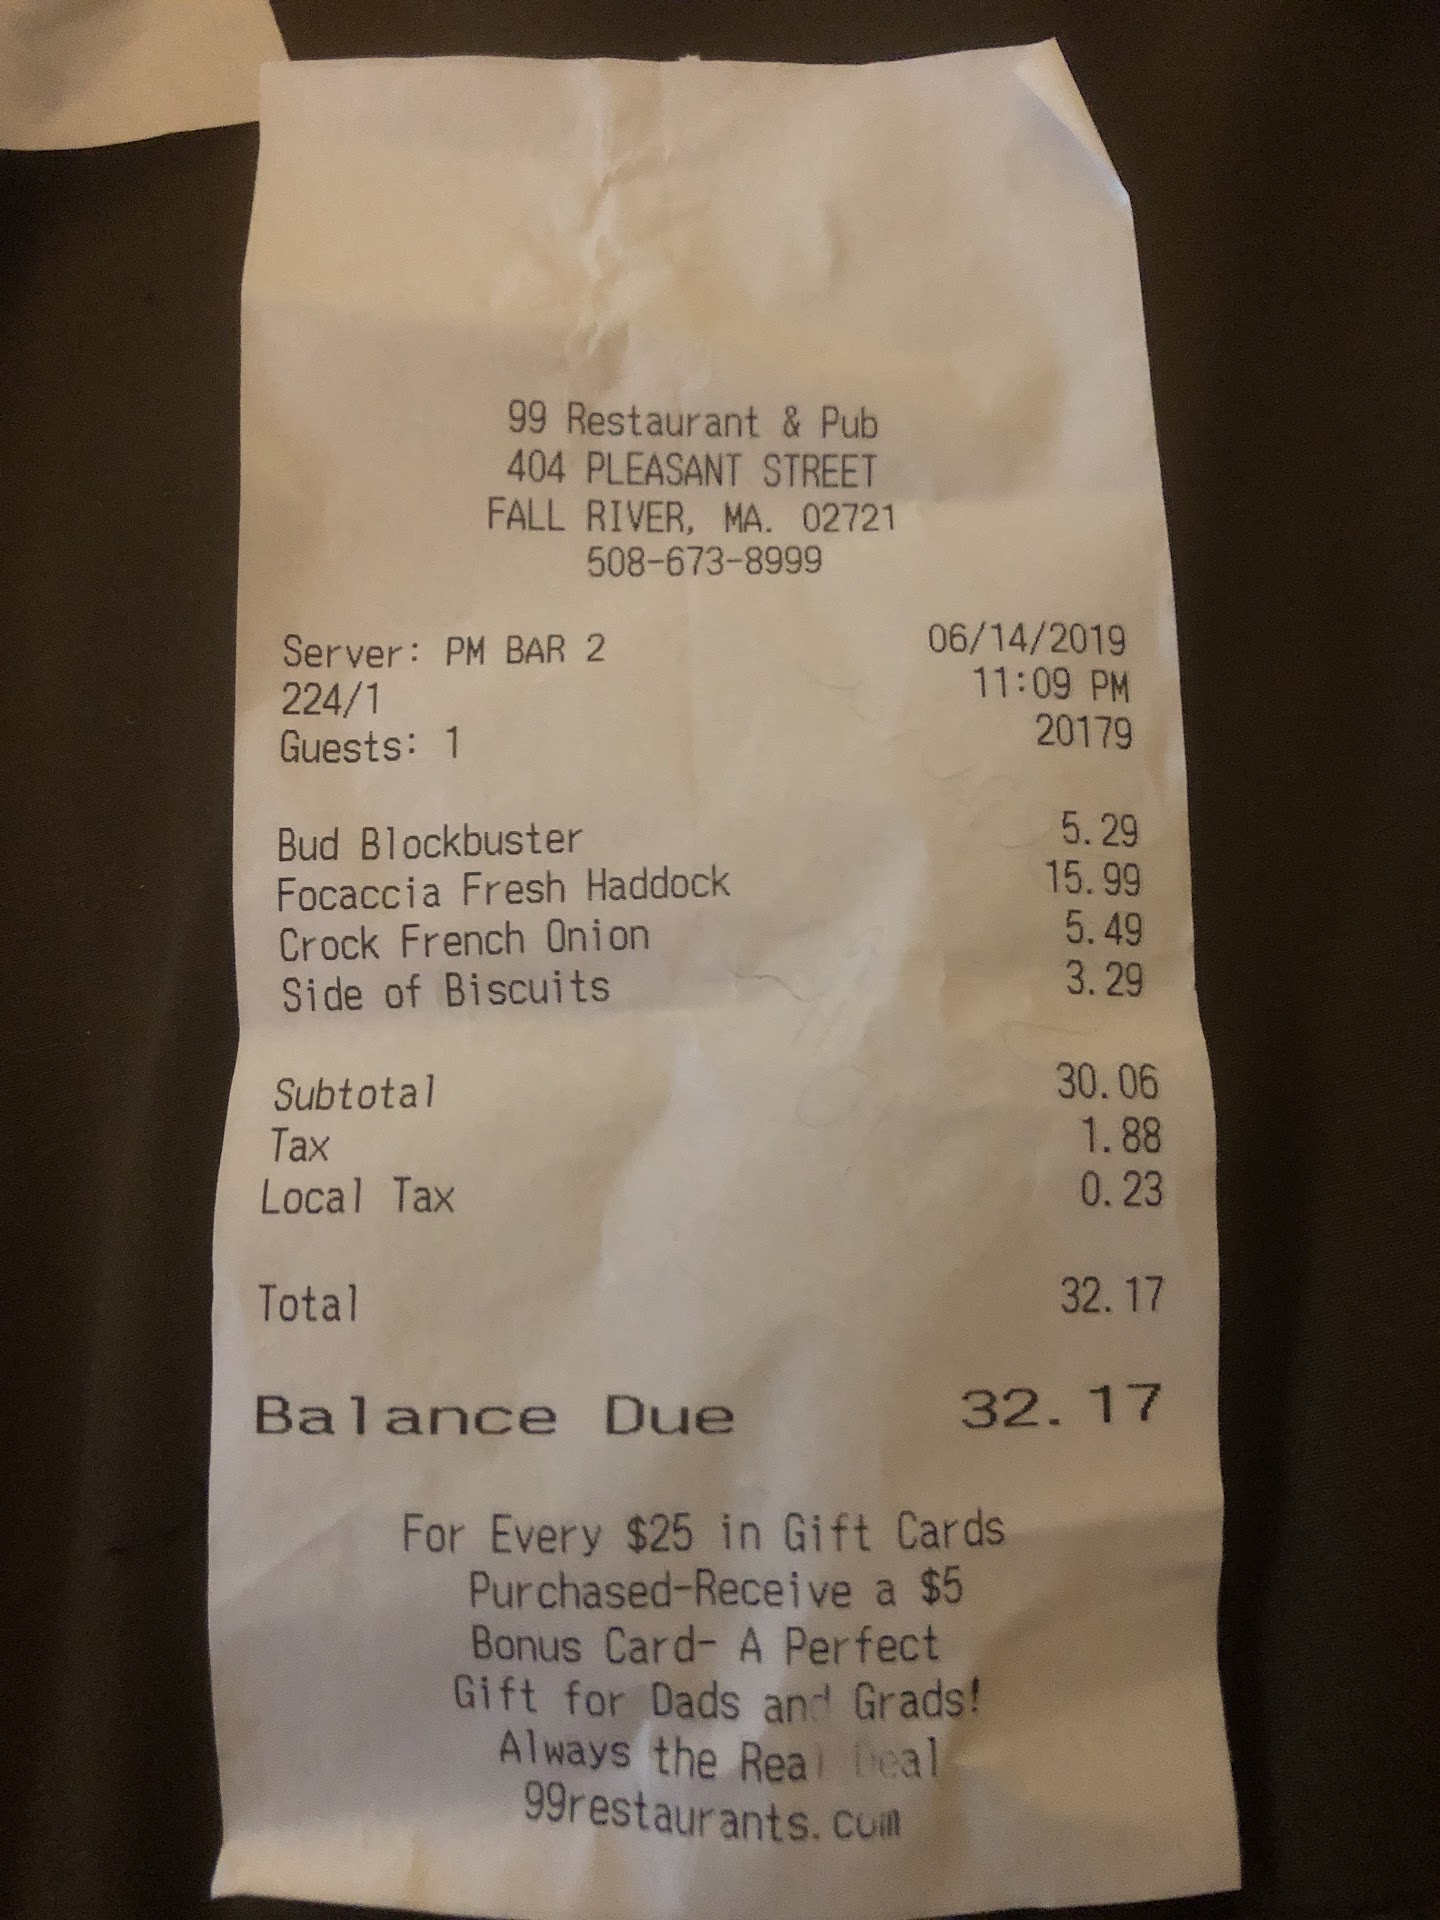 99 Restaurant & Pub
404 PLEASANT STREET
FALL RIVER, MA. 02721
508-673-8999
Server: PM BAR 2 06/14/2019
224/1 11:09 PM
Guests: 1 20179
Bud Blockbuster 5.29
Focaccia Fresh Haddock 15.99
Crock French Onion 5.49
Side of Biscuits 3.29
Subtotal 30.06
Tax 1.88
Local Tax 0.23
Total 32.17
Balance Due 32.17
For Every $25 in Gift Cards
Purchased-Receive a $5
Bonus Card- A Perfect
Gift for Dads and Grads!
Always the Real Deal
99restaurants.com